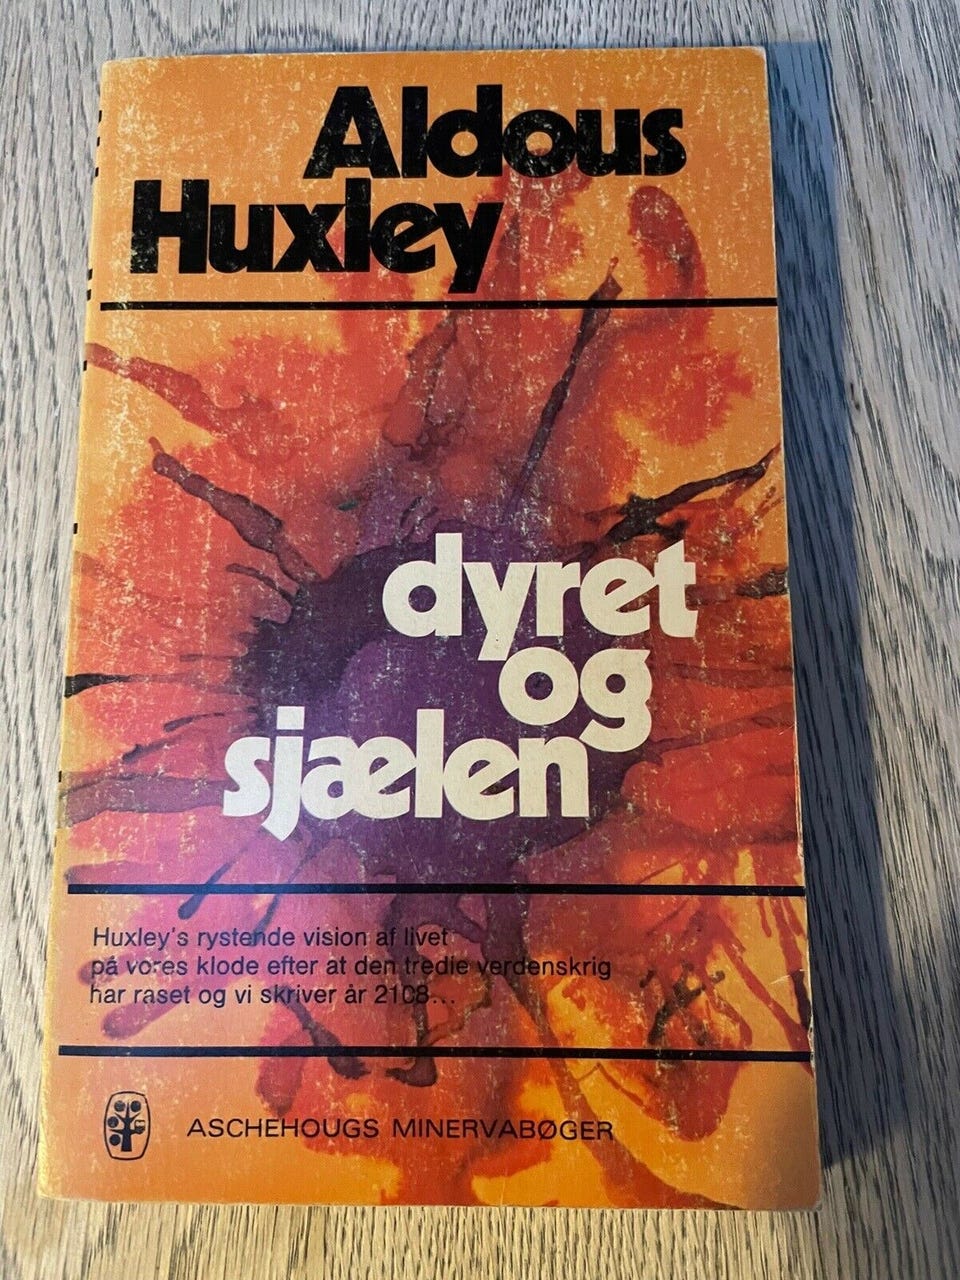 Aldous
Huxley
dyret
og
sjælen
Huxley's rystende vision af livet
på vores klode efter at den tredie verdenskrig
har raset og vi skriver år 2108...
ASCHEHOUGS MINERVABØGER